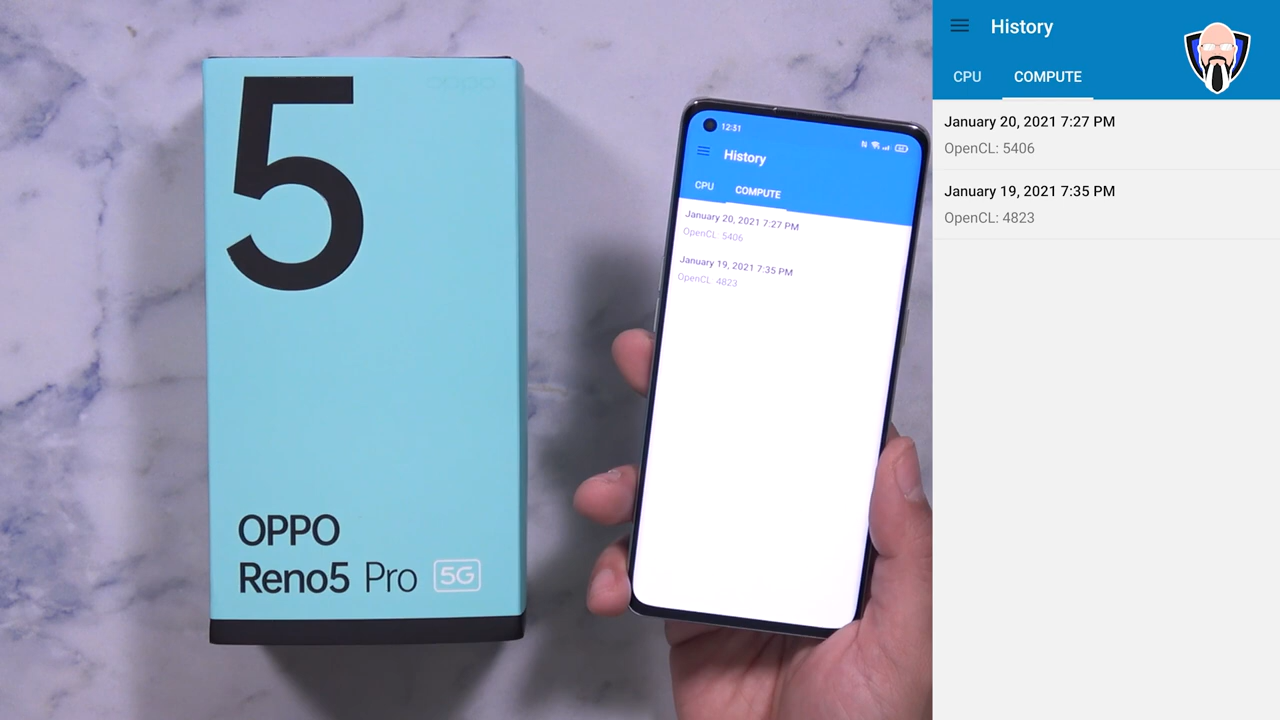 5
OPPO
Reno5 Pro 5G
12:31
History
CPU COMPUTE
January 20, 2021 7:27 PM
OpenCL: 5406
January 19, 2021 7:35 PM
OpenCL: 4823
History
CPU COMPUTE
January 20, 2021 7:27 PM
OpenCL: 5406
January 19, 2021 7:35 PM
OpenCL: 4823